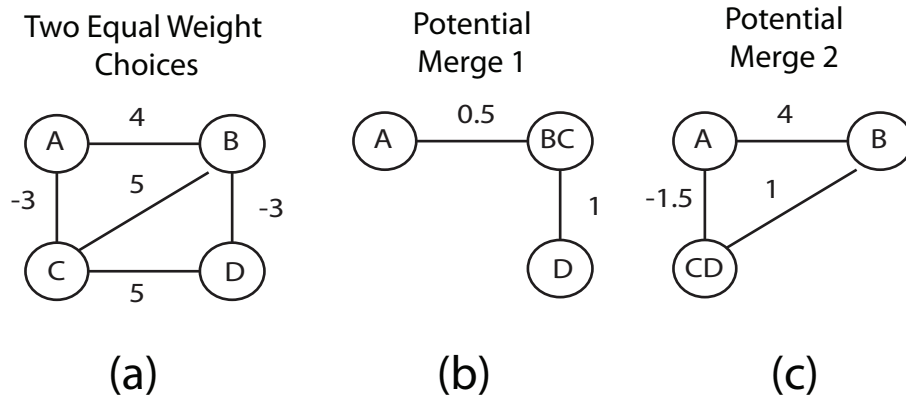 Two Equal Weight
Choices
4
A
B
-3
5
-3
C
D
5
(a)
Potential
Merge 1
0.5
A
BC
1
D
(b)
Potential
Merge 2
4
A
B
-1.5
1
CD
(c)